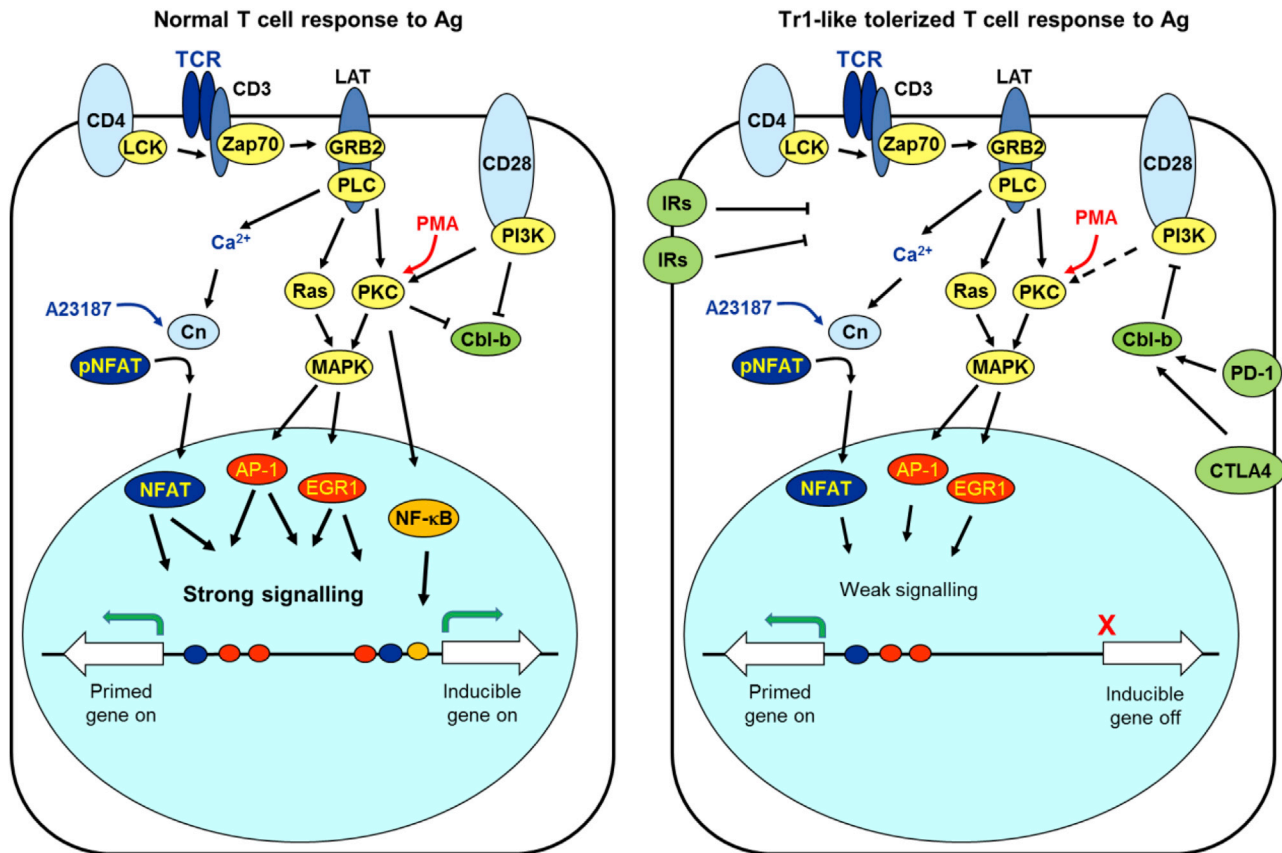 Normal T cell response to Ag
TCR
CD3
LAT
CD4
LCK
Zap70
GRB2
CD28
PLC
PMA
PI3K
Ca²⁺
Ras
PKC
A23187
Cn
Cbl-b
pNFAT
MAPK
NFAT
AP-1
EGR1
NF-κB
Strong signalling
Primed
gene on
Inducible
gene on
Tr1-like tolerized T cell response to Ag
TCR
CD3
LAT
CD4
LCK
Zap70
GRB2
CD28
PLC
IRs
IRs
PMA
PI3K
Ca²⁺
Ras
PKC
A23187
Cn
Cbl-b
pNFAT
MAPK
PD-1
CTLA4
NFAT
AP-1
EGR1
Weak signalling
X
Primed
gene on
Inducible
gene off